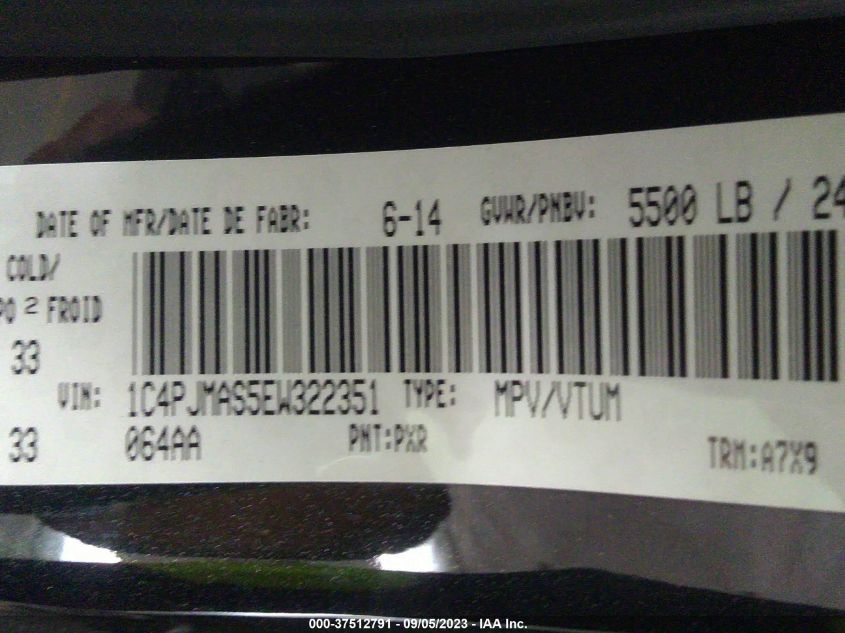 DATE OF MFR/DATE DE FABR: 6-14 GVWR/PNBV: 5500 LB / 24
COLD/
PO 2 FROID
33
VIN: 1C4PJMAS5EW322351 TYPE: MPV/VTUM
33 064AA PNT:PXR TRM:A7X9
000-37512791 - 09/05/2023 - IAA Inc.